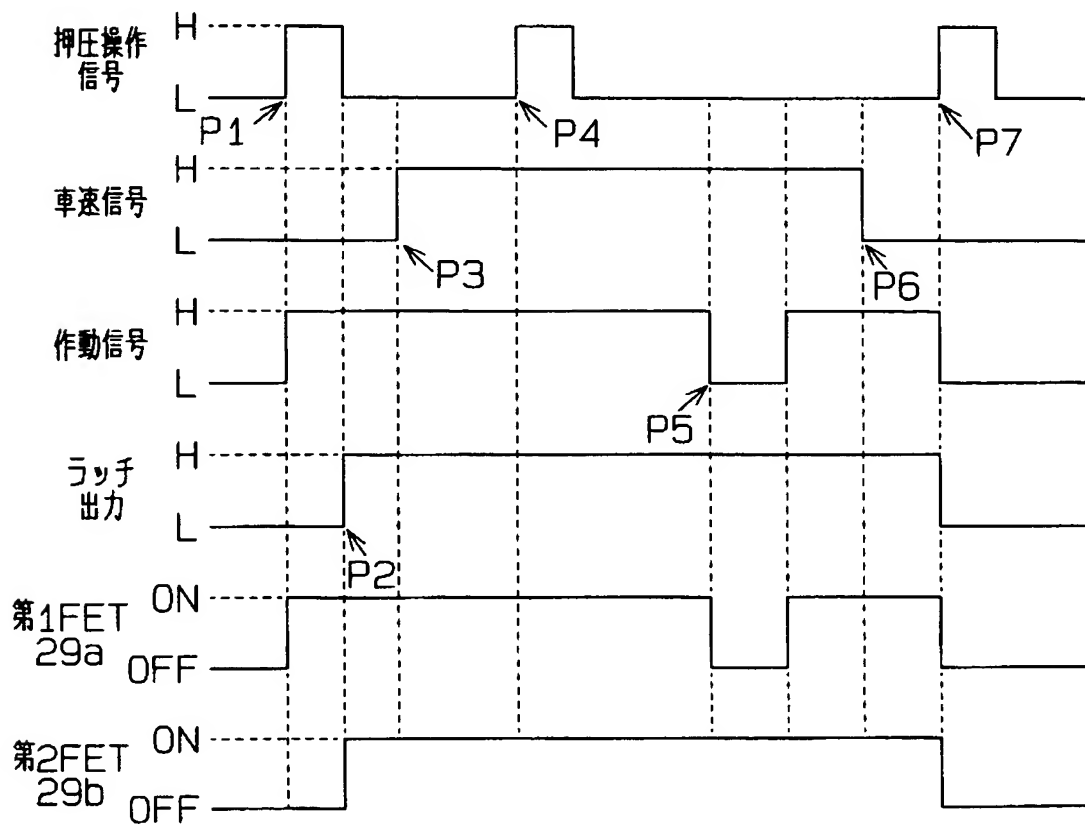 押圧操作
信号
H
L
P1
P4
P7
車速信号
H
L
P3
P6
作動信号
H
L
P5
ラッチ
出力
H
L
P2
第1FET
29a
ON
OFF
第2FET
29b
ON
OFF